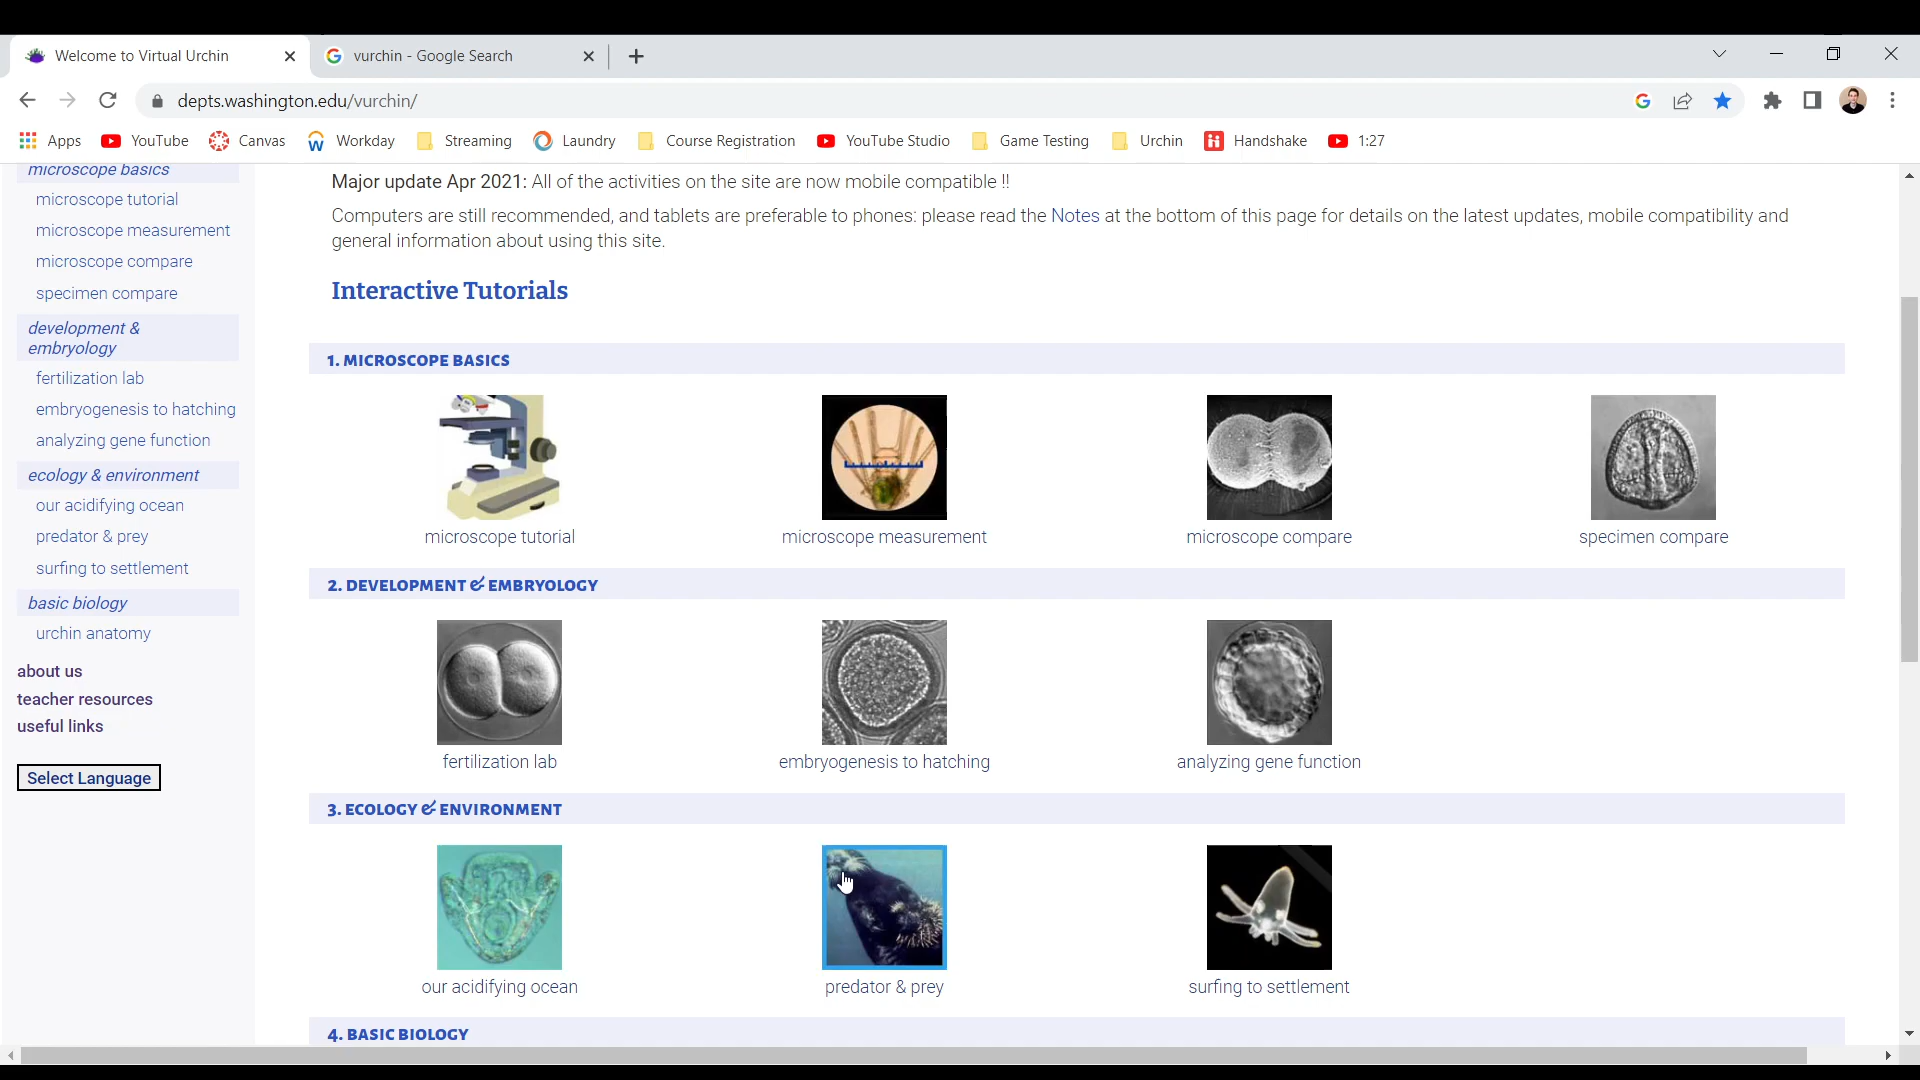 Welcome to Virtual Urchin
vurchin - Google Search
depts.washington.edu/vurchin/
Apps
YouTube
Canvas
Workday
Streaming
Laundry
Course Registration
YouTube Studio
Game Testing
Urchin
Handshake
1:27
microscope basics
microscope tutorial
microscope measurement
microscope compare
specimen compare
development &
embryology
fertilization lab
embryogenesis to hatching
analyzing gene function
ecology & environment
our acidifying ocean
predator & prey
surfing to settlement
basic biology
urchin anatomy
about us
teacher resources
useful links
Select Language
Major update Apr 2021: All of the activities on the site are now mobile compatible !!
Computers are still recommended, and tablets are preferable to phones: please read the Notes at the bottom of this page for details on the latest updates, mobile compatibility and
general information about using this site.
Interactive Tutorials
1. MICROSCOPE BASICS
microscope tutorial
microscope measurement
microscope compare
specimen compare
2. DEVELOPMENT & EMBRYOLOGY
fertilization lab
embryogenesis to hatching
analyzing gene function
3. ECOLOGY & ENVIRONMENT
our acidifying ocean
predator & prey
surfing to settlement
4. BASIC BIOLOGY